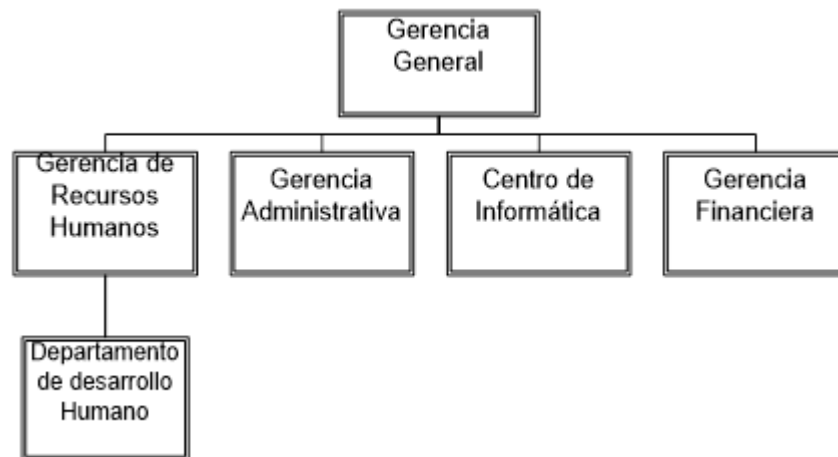 Gerencia
General
Gerencia de
Recursos
Humanos
Gerencia
Administrativa
Centro de
Informática
Gerencia
Financiera
Departamento
de desarrollo
Humano